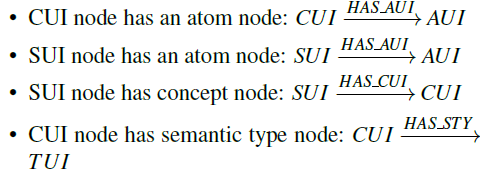 • CUI node has an atom node: CUI \xrightarrow{HAS\_AUI} AUI
• SUI node has an atom node: SUI \xrightarrow{HAS\_AUI} AUI
• SUI node has concept node: SUI \xrightarrow{HAS\_CUI} CUI
• CUI node has semantic type node: CUI \xrightarrow{HAS\_STY}
TUI